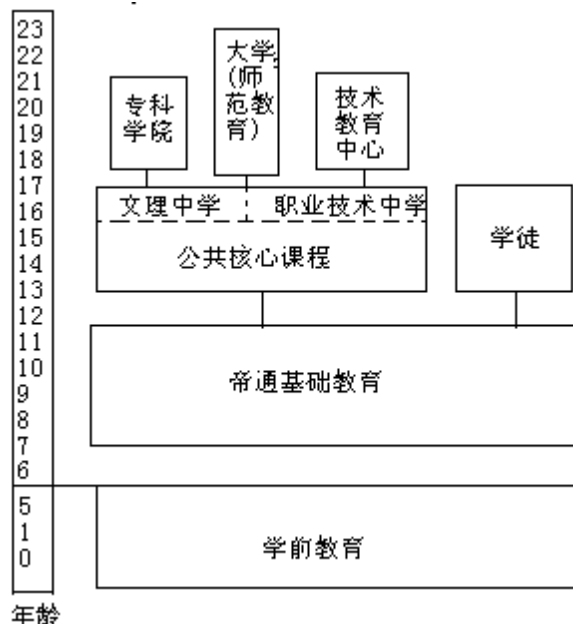 23
22
21
20
19
18
17
16
15
14
13
12
11
10
9
8
7
6
5
1
0
年龄
大学
(师
范教
育)
专科
学院
技术
教育
中心
文理中学
职业技术中学
公共核心课程
学徒
帝通基础教育
学前教育